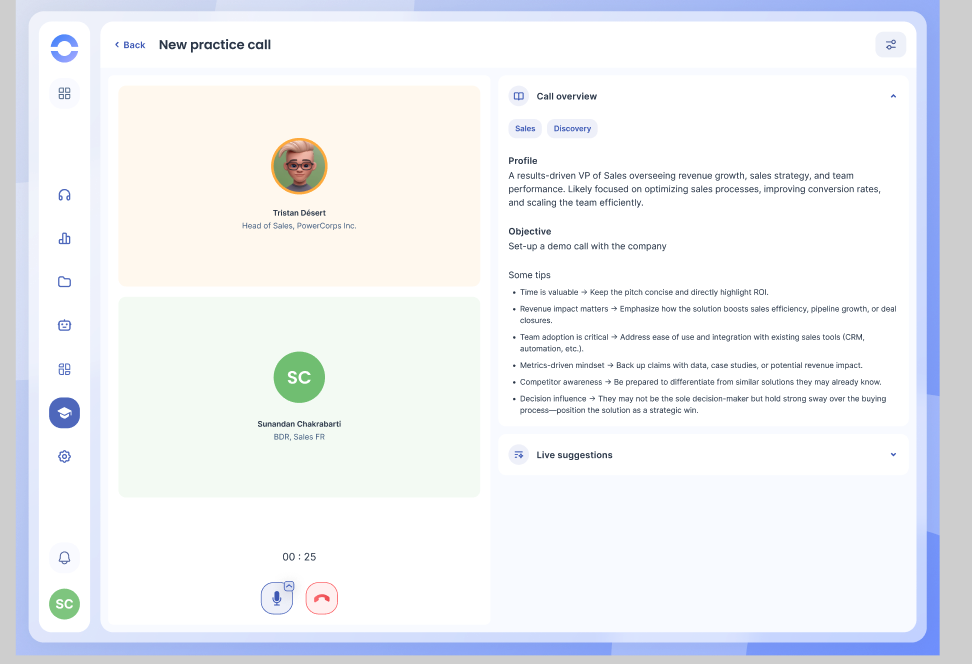 Back
New practice call
Tristan Désert
Head of Sales, PowerCorps Inc.
SC
Sunandan Chakrabarti
BDR, Sales FR
00 : 25
Call overview
Sales
Discovery
Profile
A results-driven VP of Sales overseeing revenue growth, sales strategy, and team
performance. Likely focused on optimizing sales processes, improving conversion rates,
and scaling the team efficiently.
Objective
Set-up a demo call with the company
Some tips
• Time is valuable → Keep the pitch concise and directly highlight ROI.
• Revenue impact matters → Emphasize how the solution boosts sales efficiency, pipeline growth, or deal
closures.
• Team adoption is critical → Address ease of use and integration with existing sales tools (CRM,
automation, etc.).
• Metrics-driven mindset → Back up claims with data, case studies, or potential revenue impact.
• Competitor awareness → Be prepared to differentiate from similar solutions they may already know.
• Decision influence → They may not be the sole decision-maker but hold strong sway over the buying
process—position the solution as a strategic win.
Live suggestions
SC